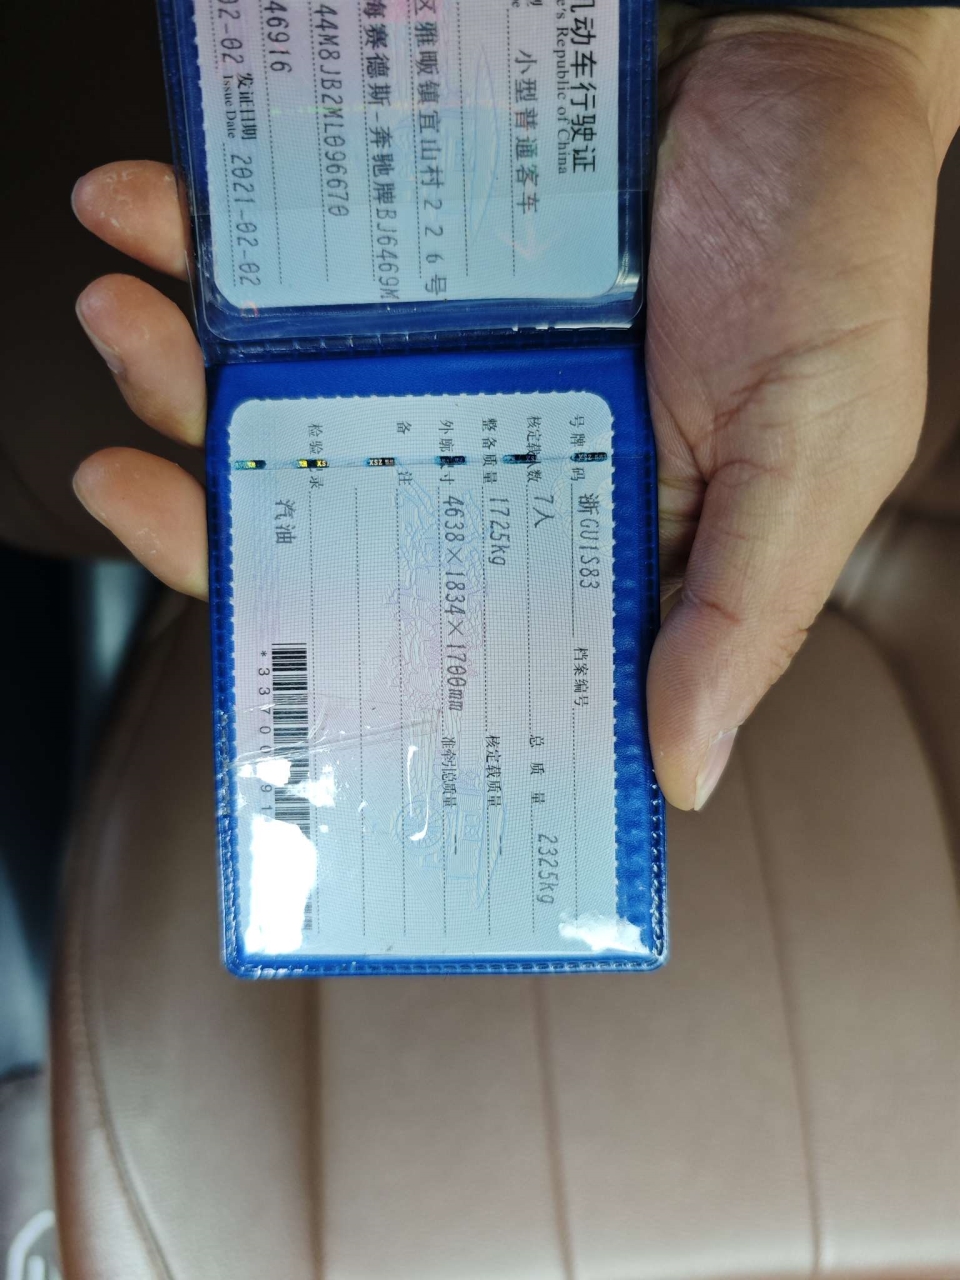 机动车行驶证
's Republic of China
小型普通客车
区雅畈镇宜山村226号
海赛德斯-奔驰牌BJ6469M
44M8JB2ML096670
46916
02-02 发证日期 Issue Date 2021-02-02
号牌 码 浙GU1S83 档案编号
核定载人数 7人 总质量 2325kg
整备质量 1725kg 核定载质量 --
外廓 寸 4638×1834×1700mm 准牵引总质量 --
备 注
检验 录
汽油